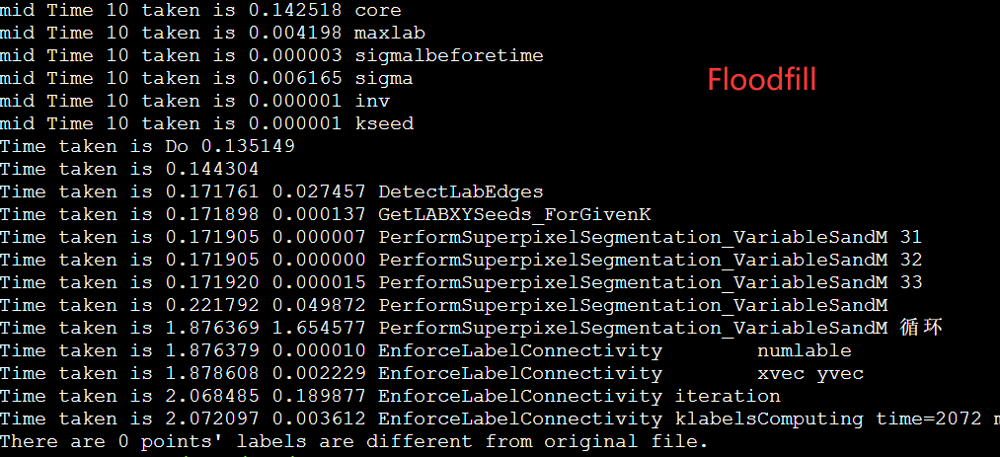 mid Time 10 taken is 0.142518 core
mid Time 10 taken is 0.004198 maxlab
mid Time 10 taken is 0.000003 sigmalbeforetime
mid Time 10 taken is 0.006165 sigma
Floodfill
mid Time 10 taken is 0.000001 inv
mid Time 10 taken is 0.000001 kseed
Time taken is Do 0.135149
Time taken is 0.144304
Time taken is 0.171761 0.027457 DetectLabEdges
Time taken is 0.171898 0.000137 GetLABXYSeeds_ForGivenK
Time taken is 0.171905 0.000007 PerformSuperpixelSegmentation_VariableSandM 31
Time taken is 0.171905 0.000000 PerformSuperpixelSegmentation_VariableSandM 32
Time taken is 0.171920 0.000015 PerformSuperpixelSegmentation_VariableSandM 33
Time taken is 0.221792 0.049872 PerformSuperpixelSegmentation_VariableSandM
Time taken is 1.876369 1.654577 PerformSuperpixelSegmentation_VariableSandM 循环
Time taken is 1.876379 0.000010 EnforceLabelConnectivity numlable
Time taken is 1.878608 0.002229 EnforceLabelConnectivity xvec yvec
Time taken is 2.068485 0.189877 EnforceLabelConnectivity iteration
Time taken is 2.072097 0.003612 EnforceLabelConnectivity klabelsComputing time=2072 m
There are 0 points' labels are different from original file.